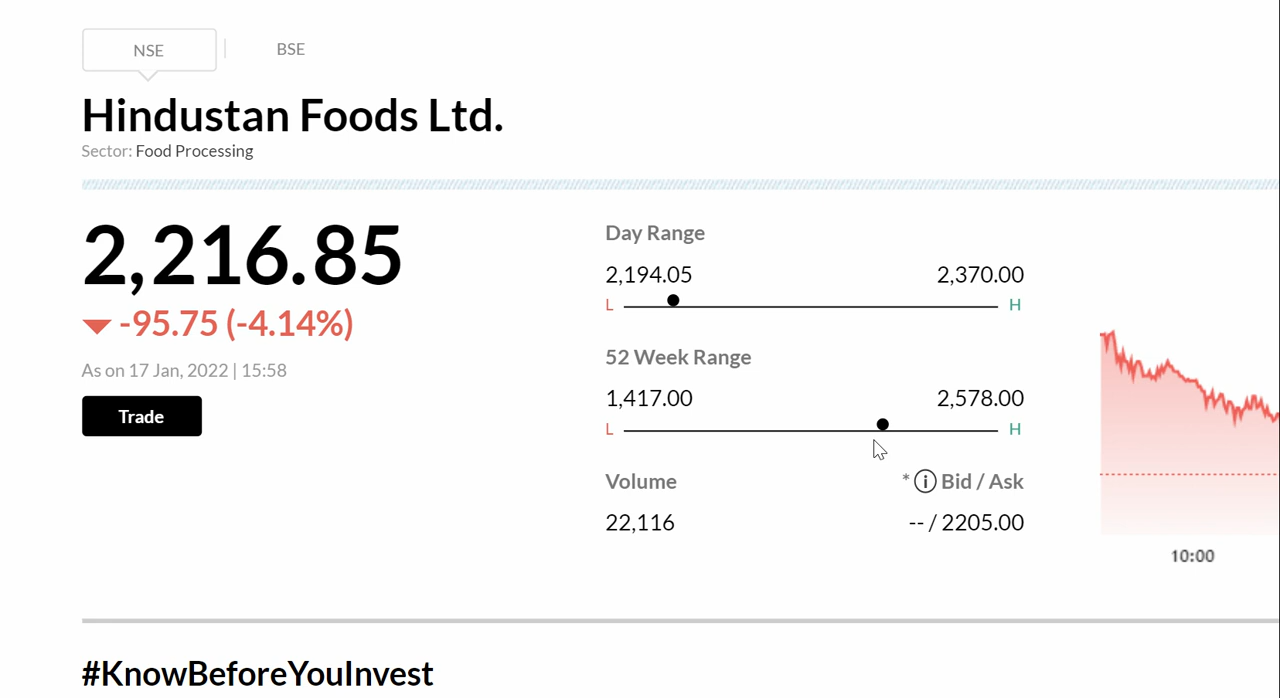 NSE
BSE
Hindustan Foods Ltd.
Sector: Food Processing
2,216.85
-95.75 (-4.14%)
As on 17 Jan, 2022 | 15:58
Trade
Day Range
2,194.05 2,370.00
L H
52 Week Range
1,417.00 2,578.00
L H
Volume * i Bid / Ask
22,116 -- / 2205.00
10:00
#KnowBeforeYouInvest